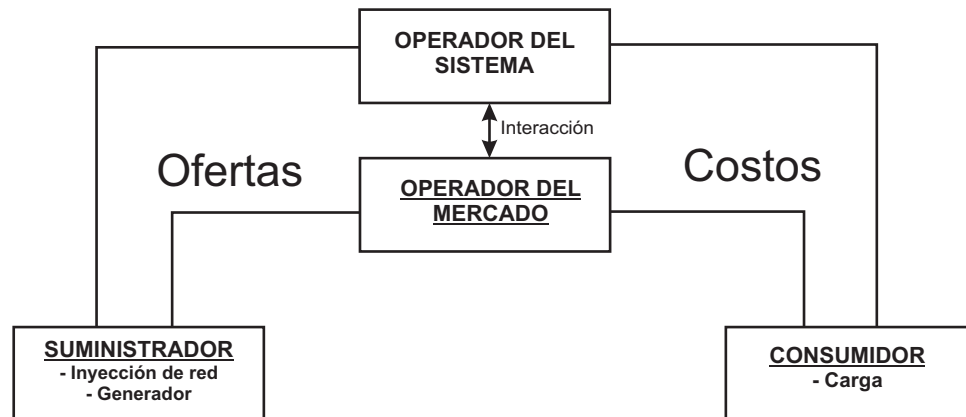 OPERADOR DEL
SISTEMA
Interacción
Ofertas
Costos
OPERADOR DEL
MERCADO
SUMINISTRADOR
- Inyección de red
- Generador
CONSUMIDOR
- Carga